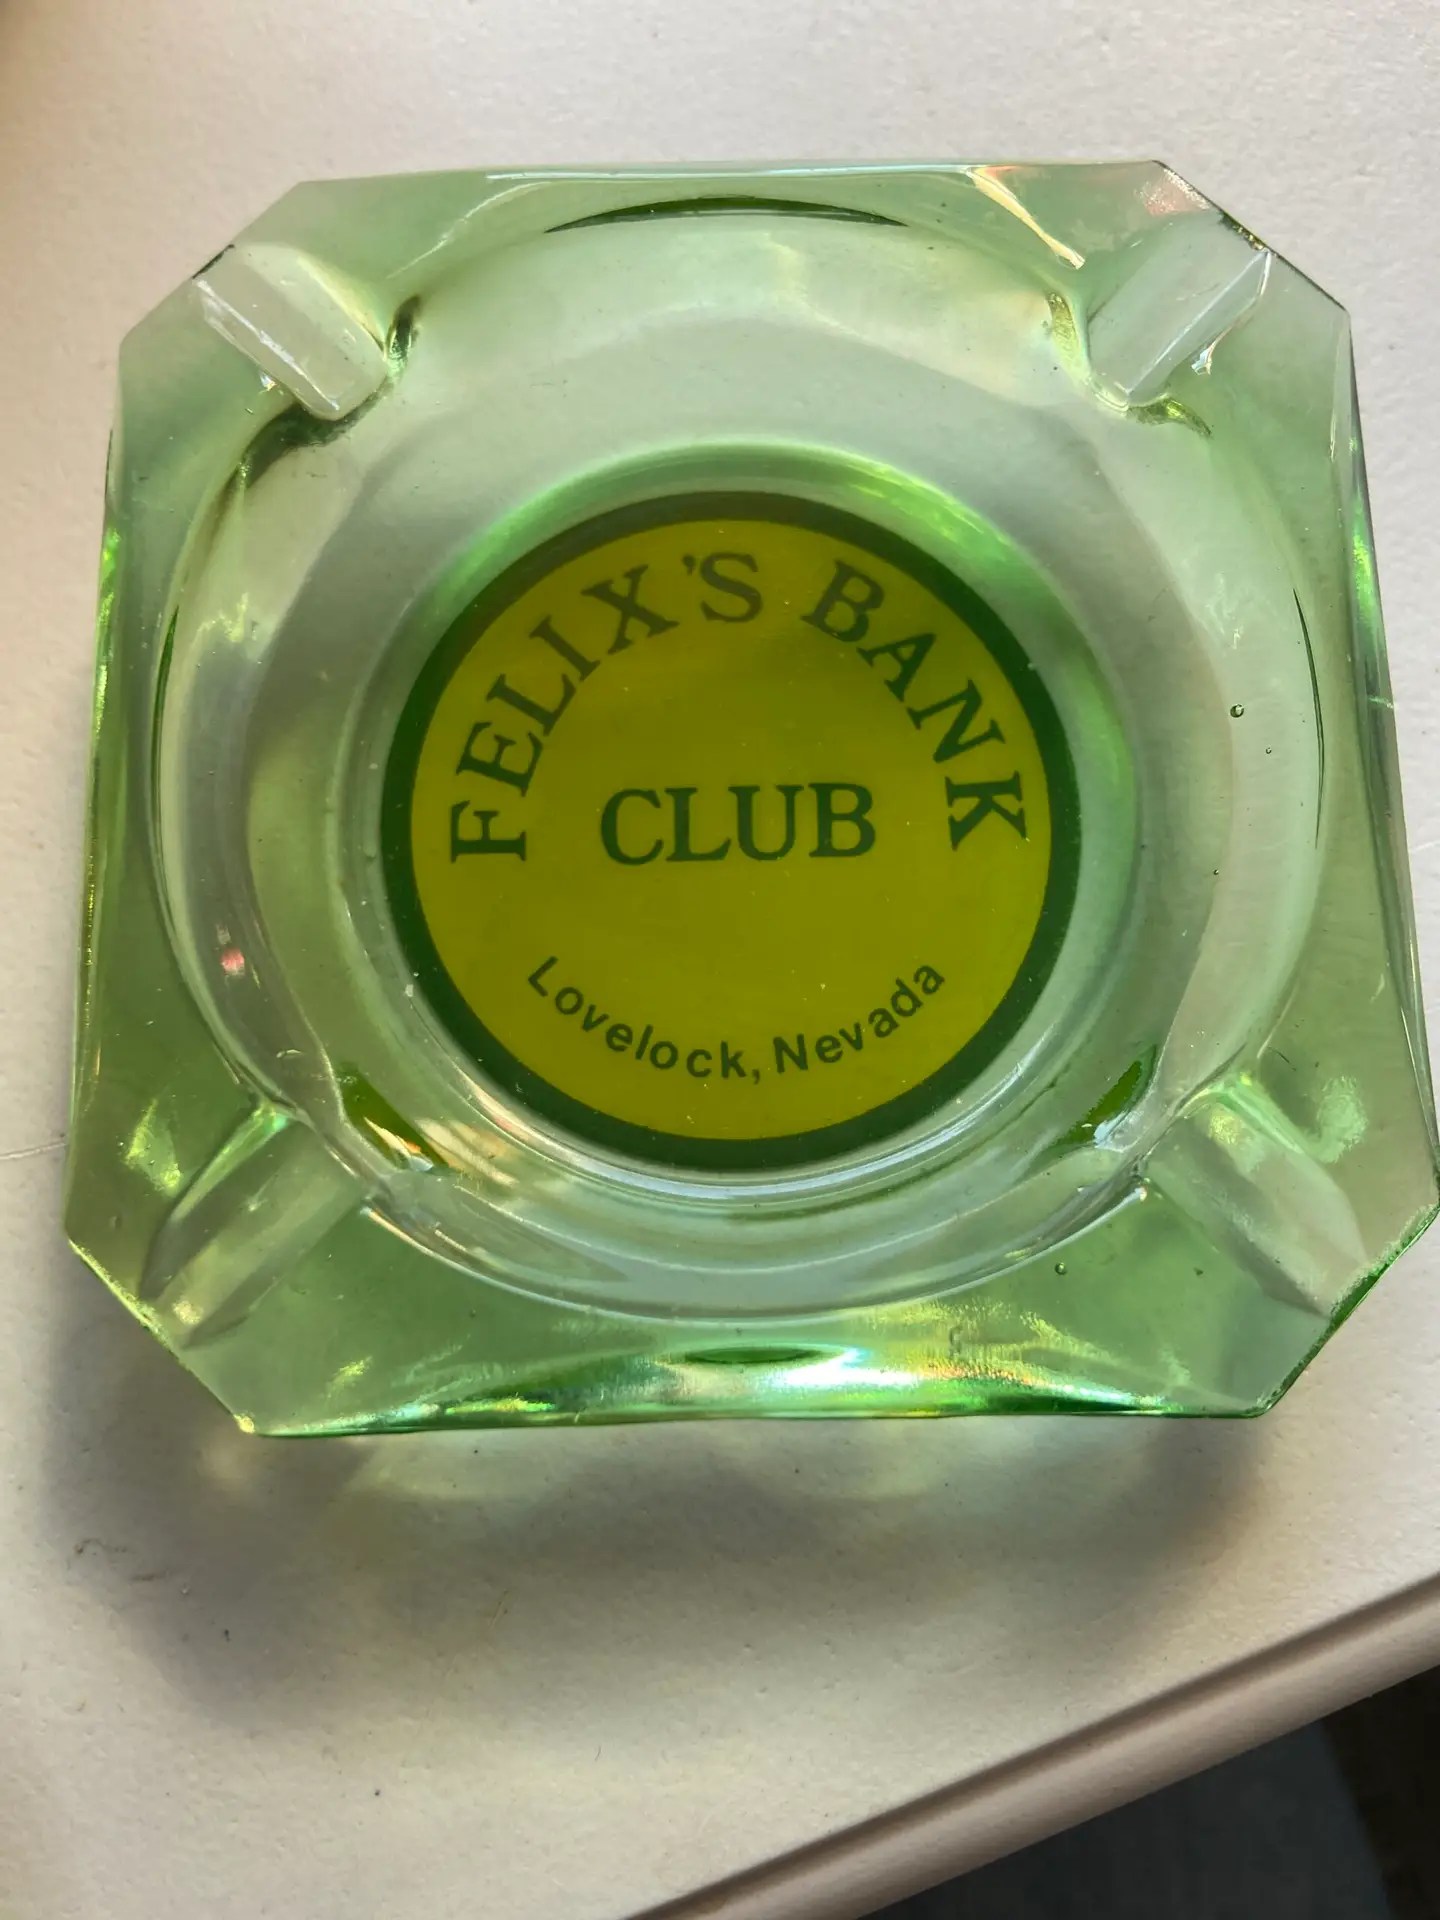 FELIX'S BANK
CLUB
Lovelock, Nevada